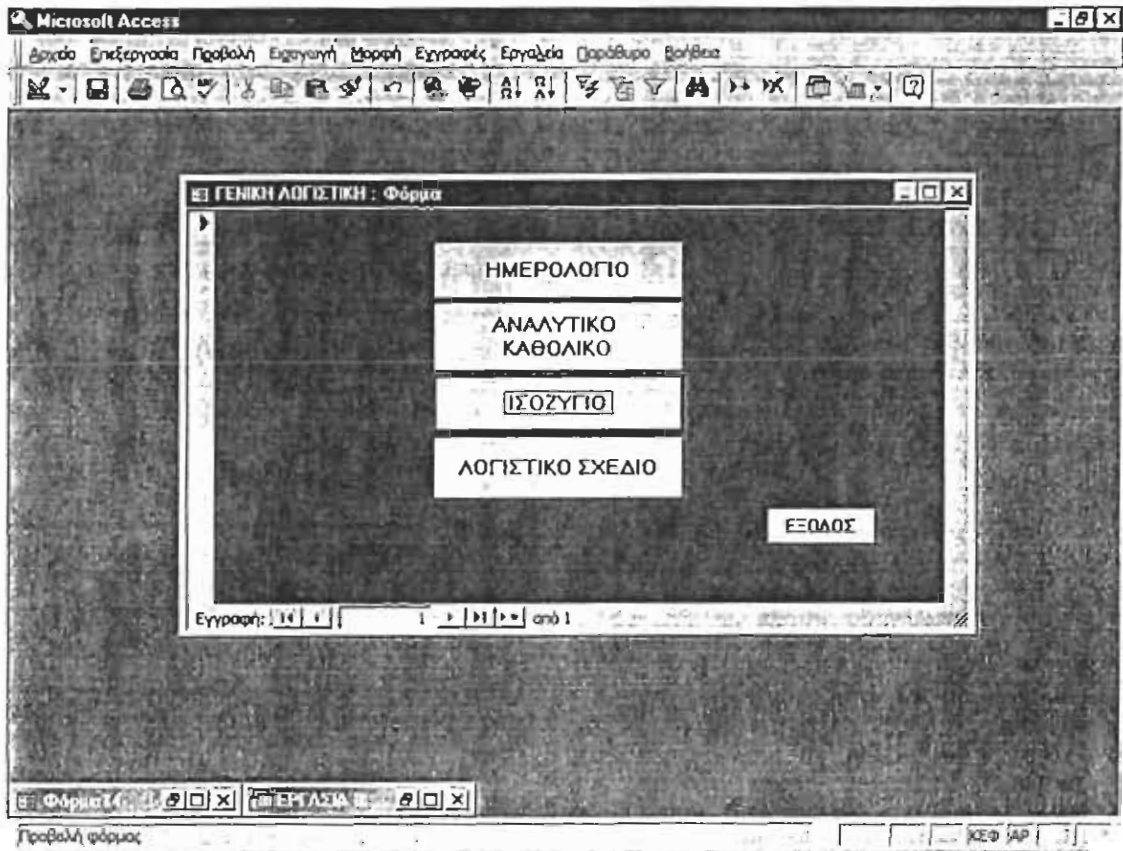 Microsoft Access
Αρχείο Επεξεργασία Προβολή Εισαγωγή Μορφή Εγγραφές Εργαλεία Παράθυρο Βοήθεια
ΓΕΝΙΚΗ ΛΟΓΙΣΤΙΚΗ : Φόρμα
ΗΜΕΡΟΛΟΓΙΟ
ΑΝΑΛΥΤΙΚΟ
ΚΑΘΟΛΙΚΟ
ΙΣΟΖΥΓΙΟ
ΛΟΓΙΣΤΙΚΟ ΣΧΕΔΙΟ
ΕΞΟΔΟΣ
Εγγραφή: 1 από 1
ΕΡΓΑΣΙΑ
Προβολή φόρμας ΚΕΦ ΑΡ